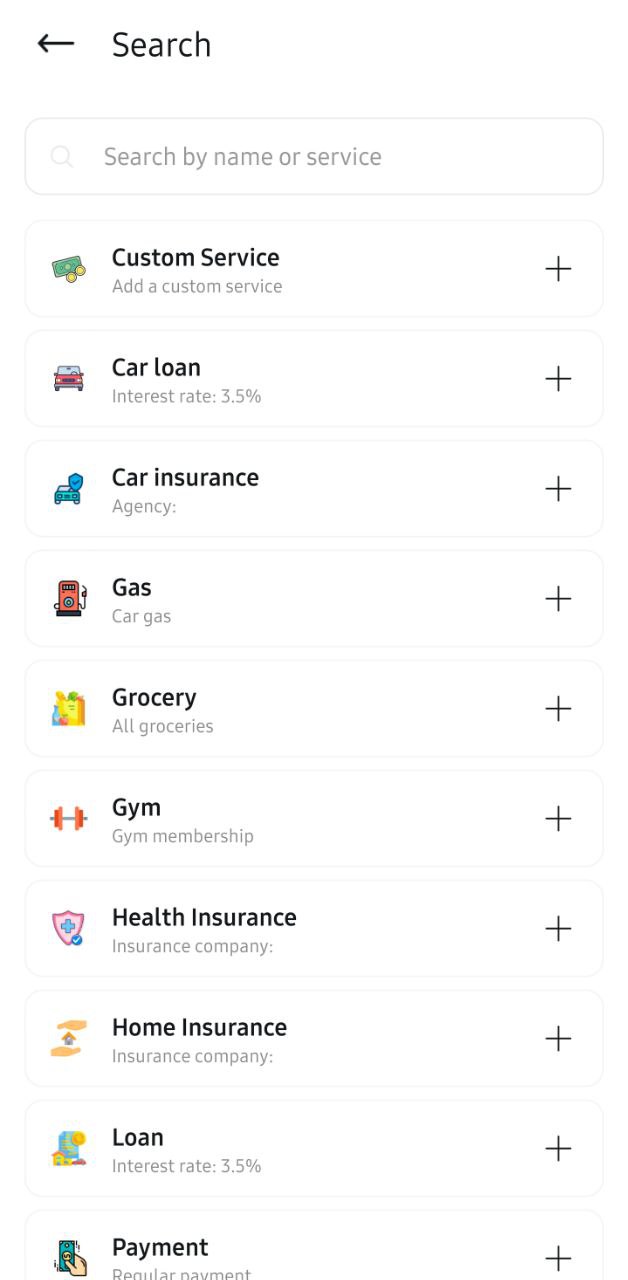 Search
Search by name or service
Custom Service
Add a custom service
Car loan
Interest rate: 3.5%
Car insurance
Agency:
Gas
Car gas
Grocery
All groceries
Gym
Gym membership
Health Insurance
Insurance company:
Home Insurance
Insurance company:
Loan
Interest rate: 3.5%
Payment
Regular payment